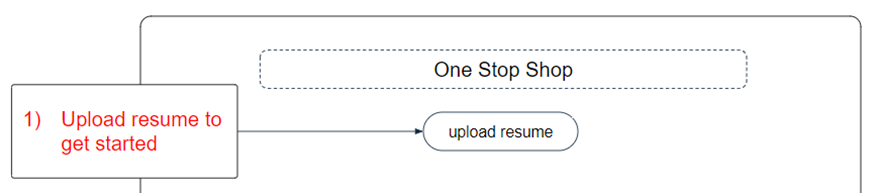 One Stop Shop
1) Upload resume to
get started
upload resume